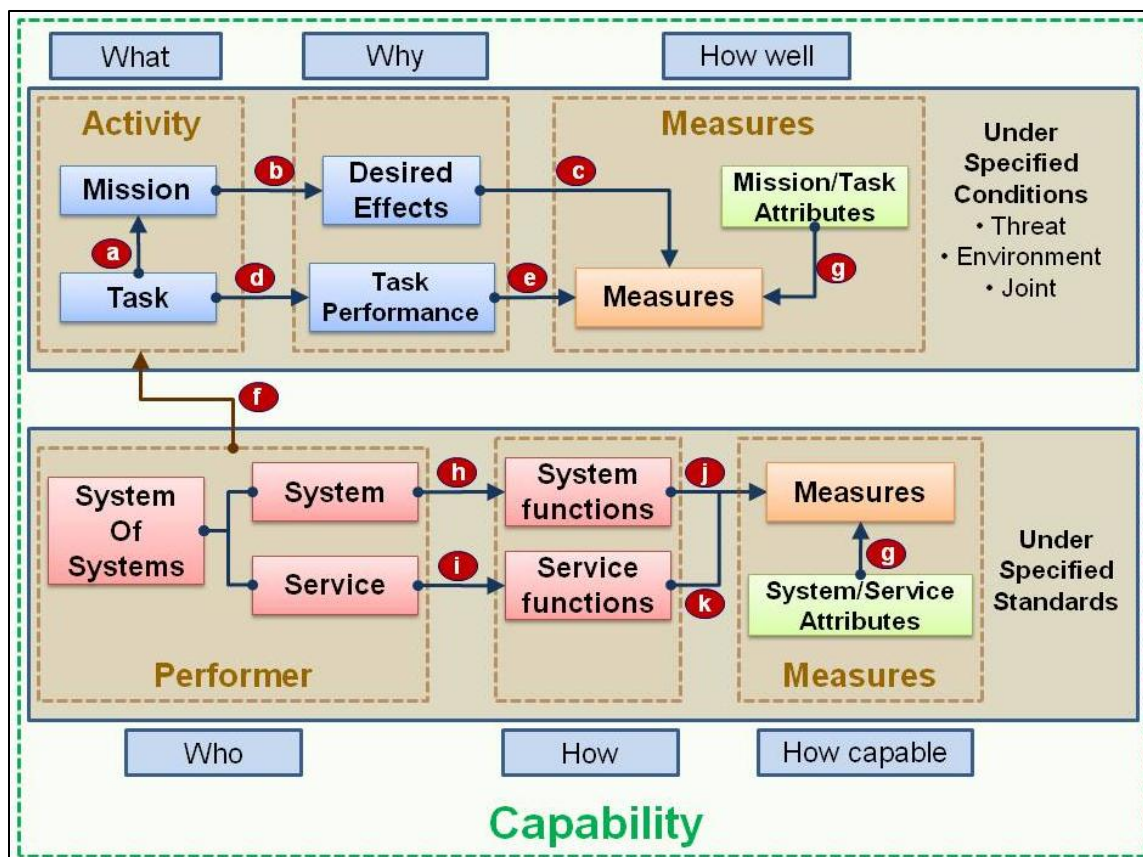 What
Why
How well
Activity
Measures
Mission
b
Desired
Effects
c
Mission/Task
Attributes
a
Task
d
Task
Performance
e
Measures
g
Under
Specified
Conditions
• Threat
• Environment
• Joint
f
System
Of
Systems
System
h
System
functions
j
Measures
Service
i
Service
functions
k
g
System/Service
Attributes
Under
Specified
Standards
Performer
Measures
Who
How
How capable
Capability